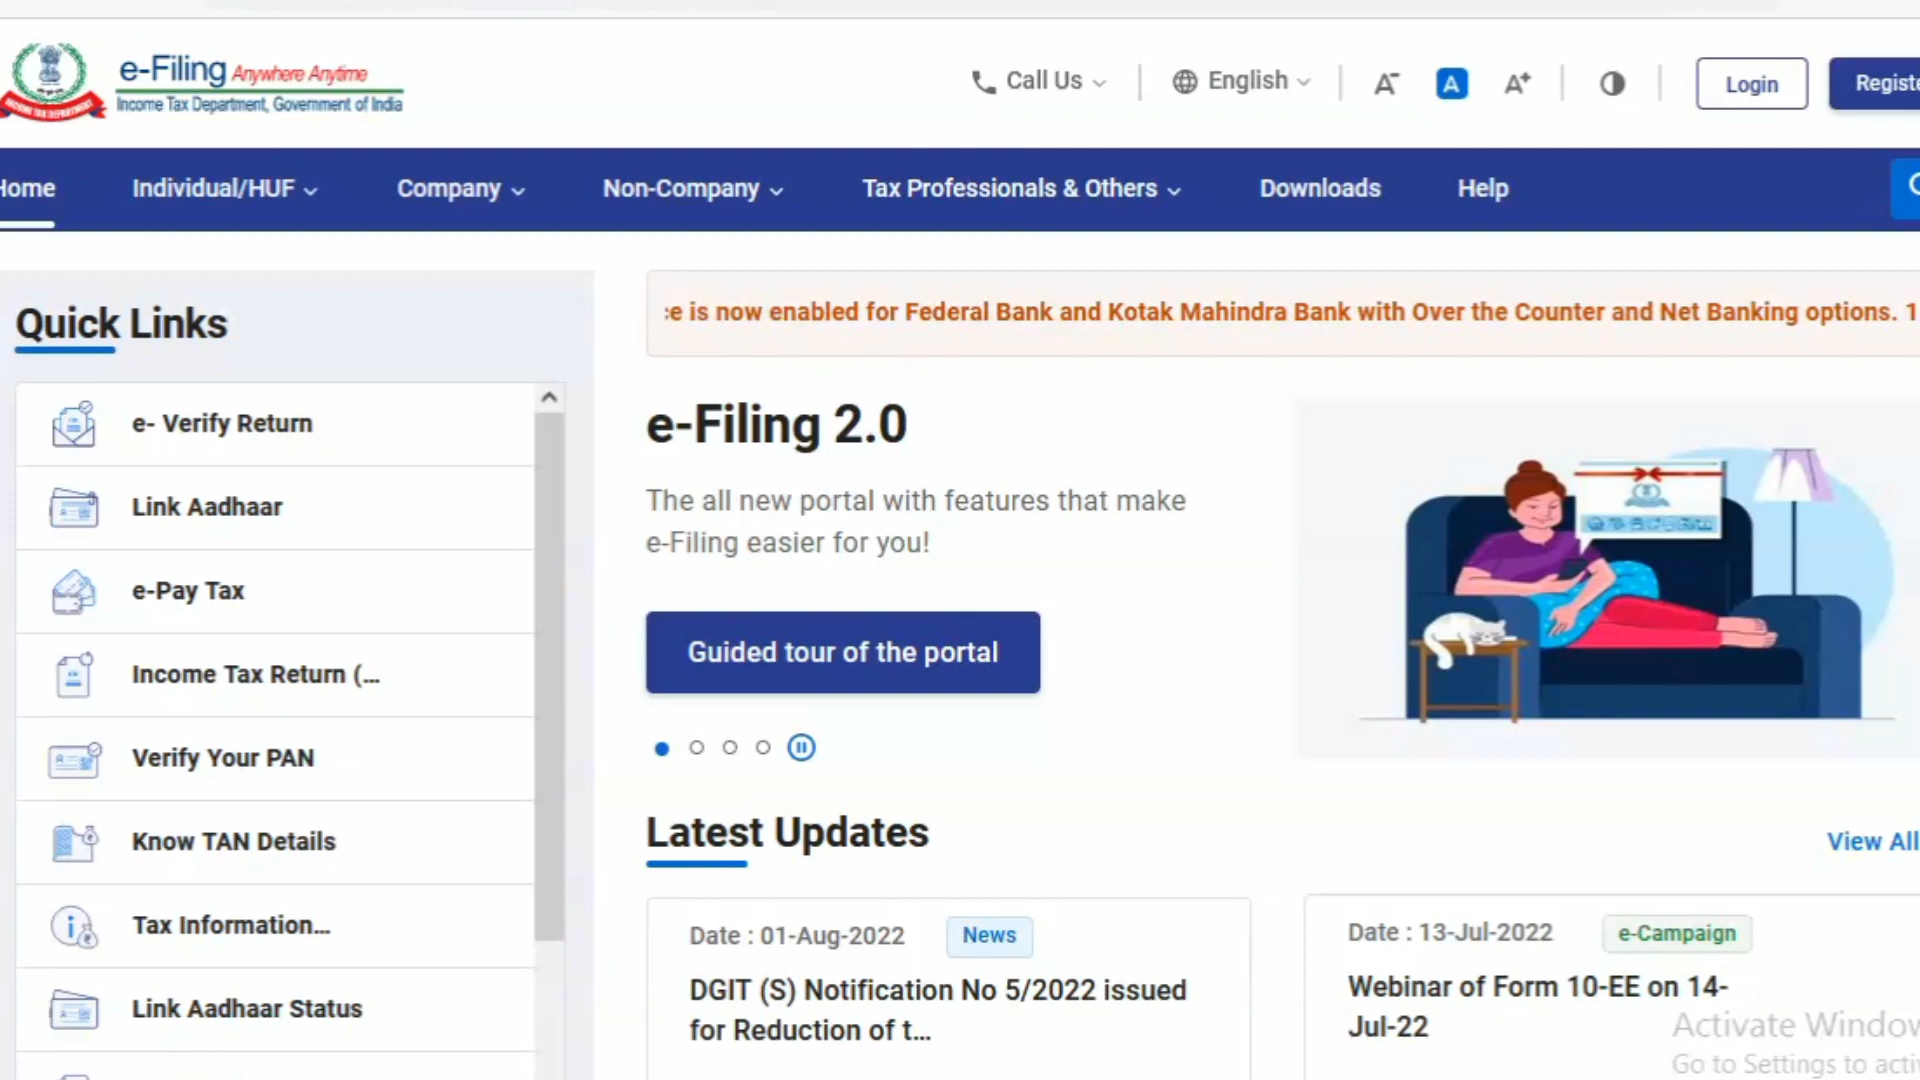 e-Filing Anywhere Anytime
Income Tax Department, Government of India
Call Us
English
A-
A
A+
Login
Registe
Home
Individual/HUF
Company
Non-Company
Tax Professionals & Others
Downloads
Help
Quick Links
e- Verify Return
Link Aadhaar
e-Pay Tax
Income Tax Return (...
Verify Your PAN
Know TAN Details
Tax Information...
Link Aadhaar Status
e is now enabled for Federal Bank and Kotak Mahindra Bank with Over the Counter and Net Banking options. 1
e-Filing 2.0
The all new portal with features that make
e-Filing easier for you!
Guided tour of the portal
Latest Updates
View All
Date : 01-Aug-2022 News
DGIT (S) Notification No 5/2022 issued
for Reduction of t...
Date : 13-Jul-2022 e-Campaign
Webinar of Form 10-EE on 14-
Jul-22
Activate Window
Go to Settings to acti